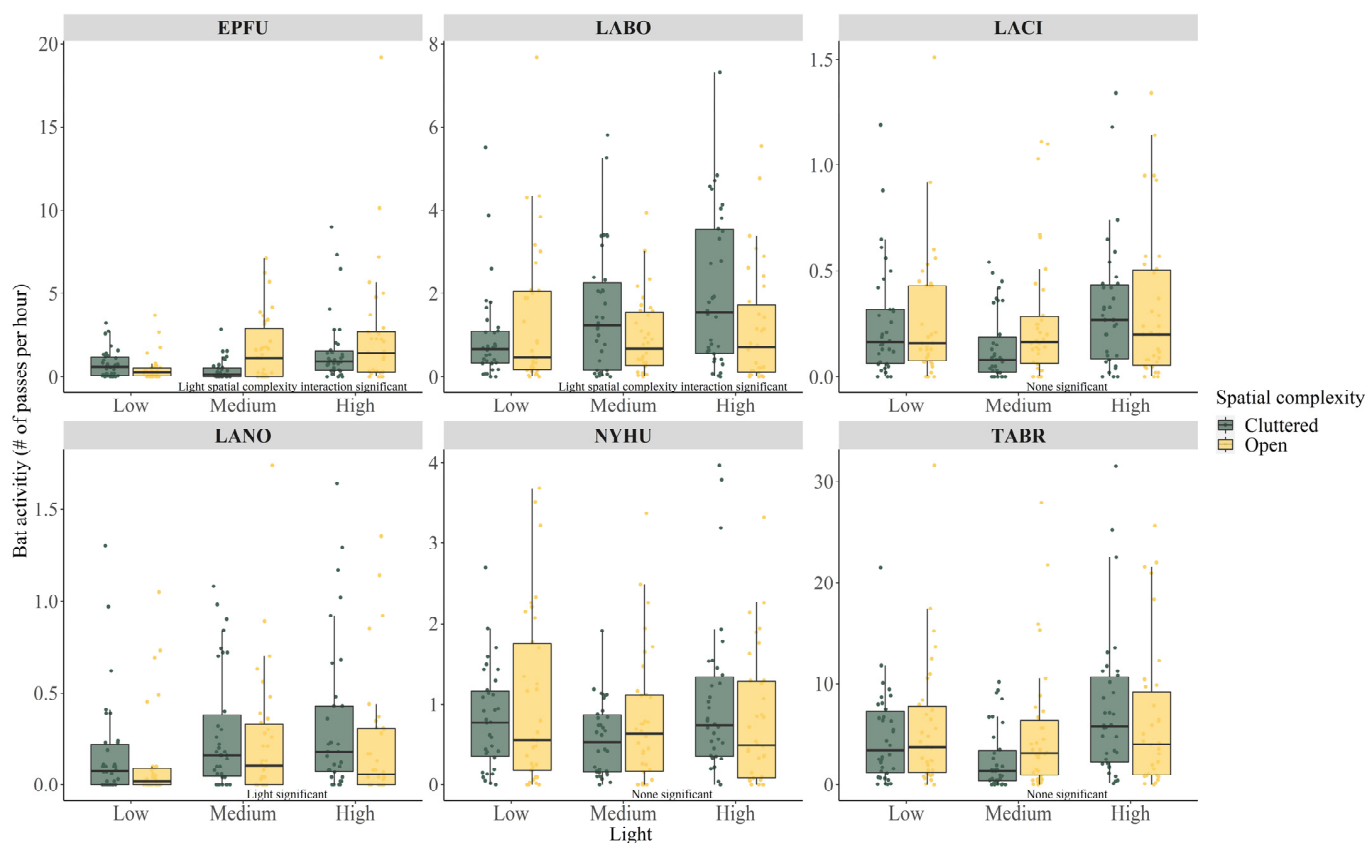 EPFU
LABO
LACI
20
15
10
5
0
8
6
4
2
0
1.5
1.0
0.5
0.0
Light spatial complexity interaction significant
Light spatial complexity interaction significant
None significant
Low Medium High
Low Medium High
Low Medium High
Spatial complexity
Cluttered
Open
Bat activitiy (# of passes per hour)
LANO
NYHU
TABR
1.5
1.0
0.5
0.0
4
3
2
1
0
30
20
10
0
Light significant
None significant
None significant
Low Medium High
Low Medium High
Low Medium High
Light